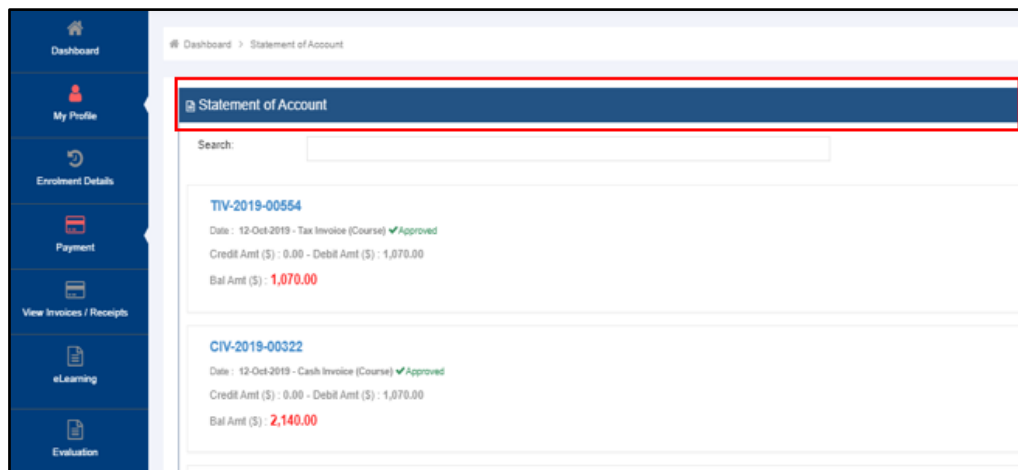 Dashboard
My Profile
Enrolment Details
Payment
View Invoices / Receipts
eLearning
Evaluation
Dashboard > Statement of Account
Statement of Account
Search:
TIV-2019-00554
Date : 12-Oct-2019 - Tax Invoice (Course) ✔Approved
Credit Amt ($) : 0.00 - Debit Amt ($) : 1,070.00
Bal Amt ($) : 1,070.00
CIV-2019-00322
Date : 12-Oct-2019 - Cash Invoice (Course) ✔Approved
Credit Amt ($) : 0.00 - Debit Amt ($) : 1,070.00
Bal Amt ($) : 2,140.00